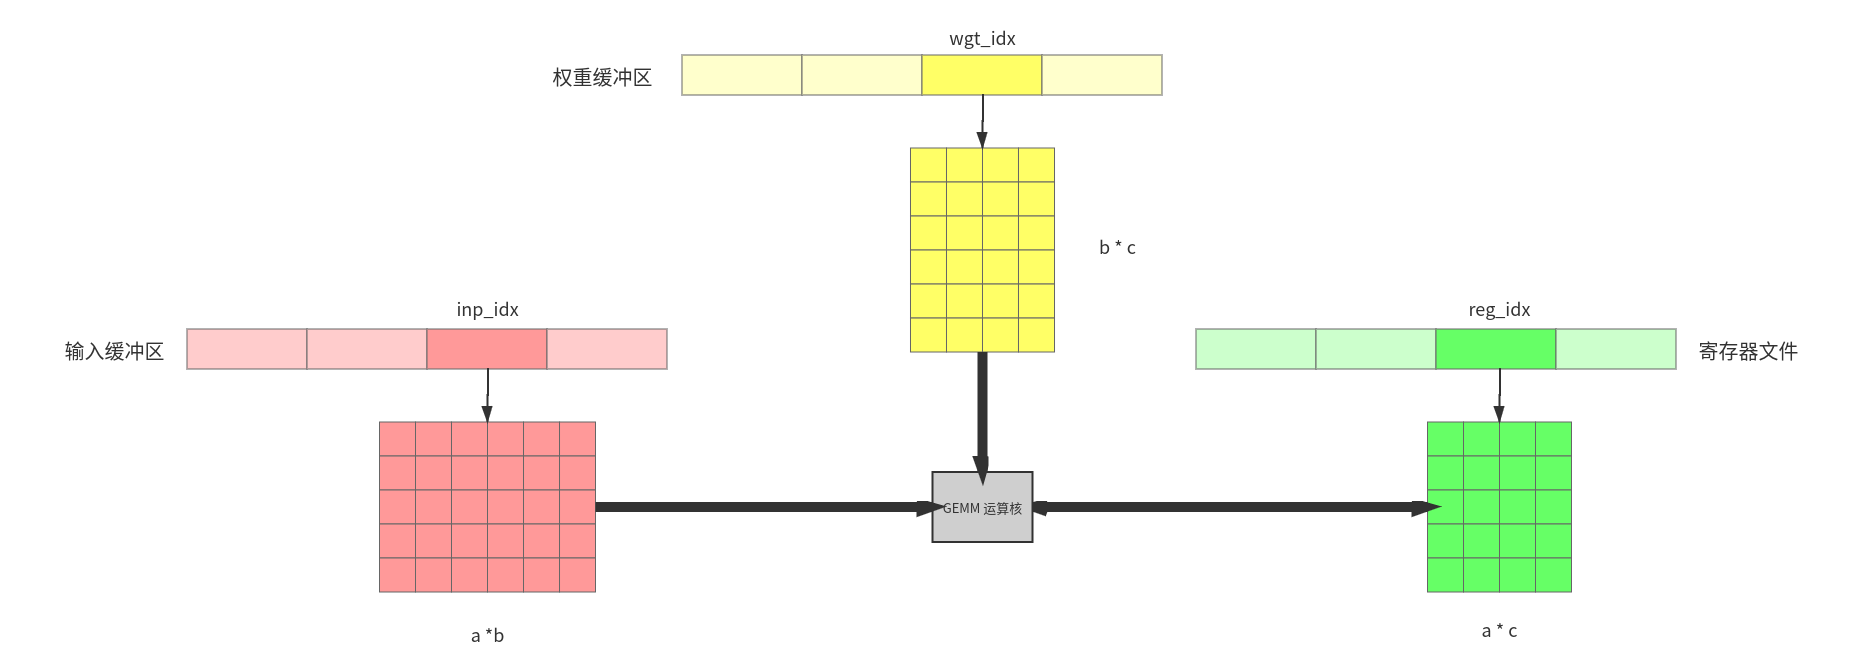 wgt_idx
权重缓冲区
b * c
inp_idx
输入缓冲区
reg_idx
寄存器文件
GEMM 运算核
a *b
a * c